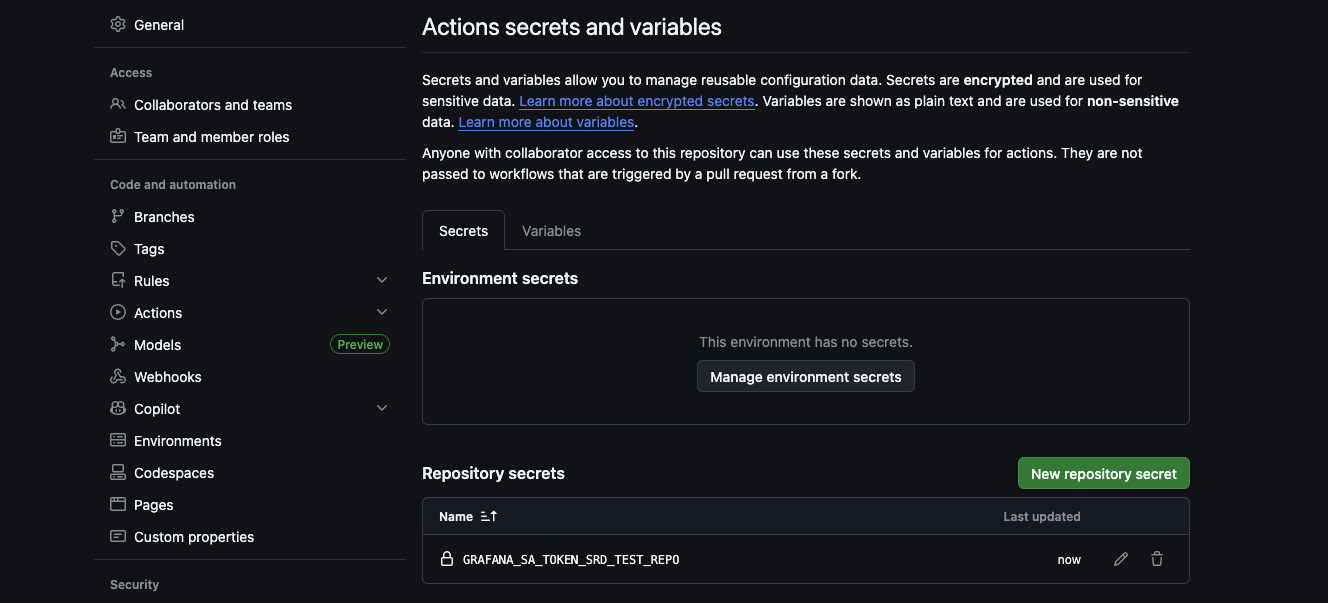 General
Access
Collaborators and teams
Team and member roles
Code and automation
Branches
Tags
Rules
Actions
Models Preview
Webhooks
Copilot
Environments
Codespaces
Pages
Custom properties
Security
Actions secrets and variables
Secrets and variables allow you to manage reusable configuration data. Secrets are encrypted and are used for
sensitive data. Learn more about encrypted secrets. Variables are shown as plain text and are used for non-sensitive
data. Learn more about variables.
Anyone with collaborator access to this repository can use these secrets and variables for actions. They are not
passed to workflows that are triggered by a pull request from a fork.
Secrets Variables
Environment secrets
This environment has no secrets.
Manage environment secrets
Repository secrets New repository secret
Name Last updated
GRAFANA_SA_TOKEN_SRD_TEST_REPO now